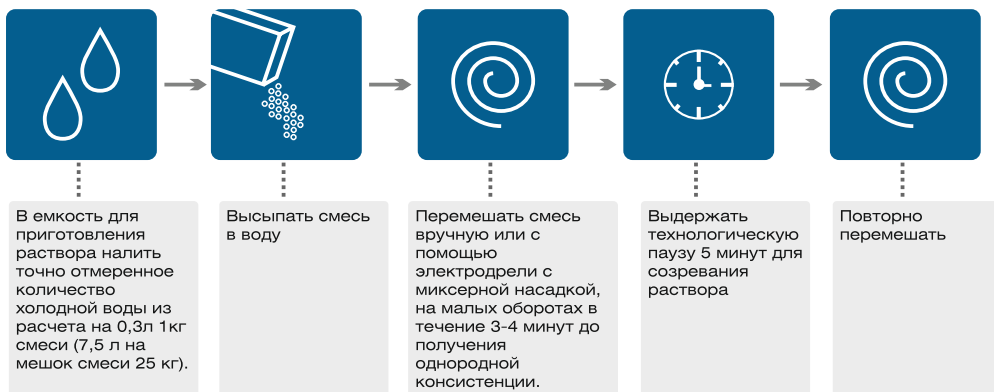 В емкость для
приготовления
раствора налить
точно отмеренное
количество
холодной воды из
расчета на 0,3л 1кг
смеси (7,5 л на
мешок смеси 25 кг).
Высыпать смесь
в воду
Перемешать смесь
вручную или с
помощью
электродрели с
миксерной насадкой,
на малых оборотах в
течение 3-4 минут до
получения
однородной
консистенции.
Выдержать
технологическую
паузу 5 минут для
созревания
раствора
Повторно
перемешать